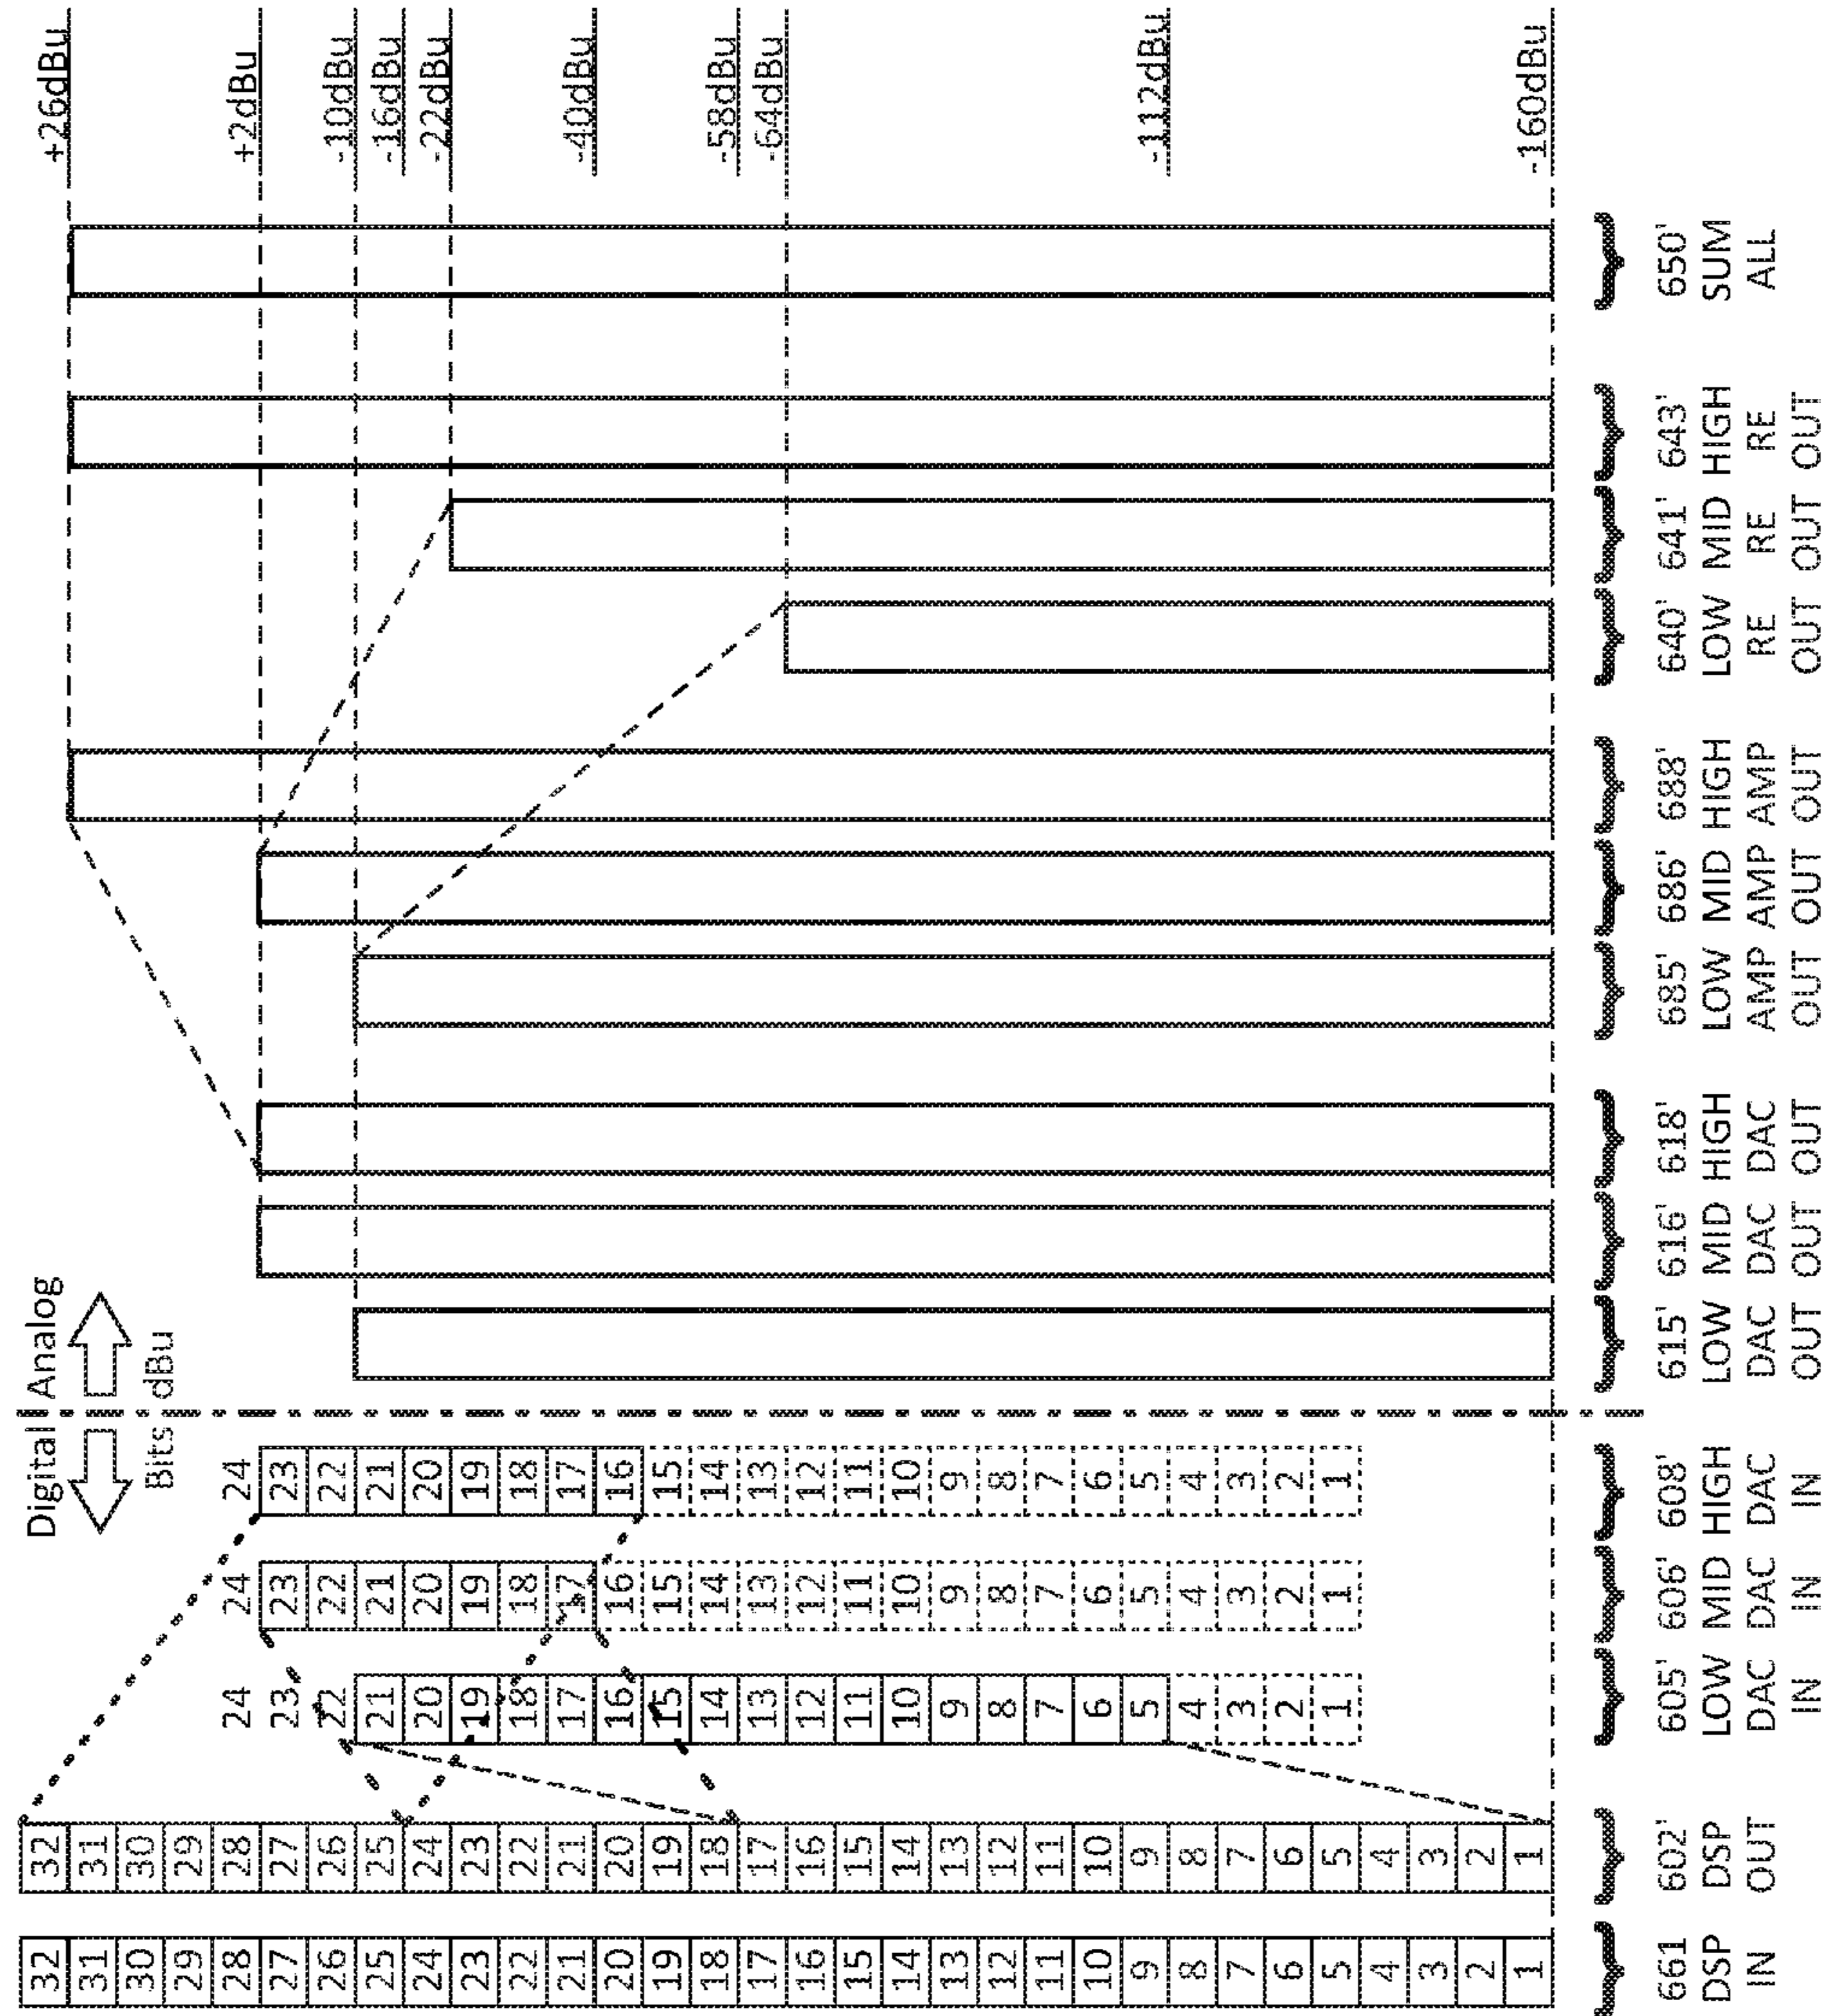 Digital Analog
Bits dBu
+26dBu
+2dBu
-10dBu
-16dBu
-22dBu
-40dBu
-58dBu
-64dBu
-112dBu
-160dBu
32
31
30
29
28
27
26
25
24
23
22
21
20
19
18
17
16
15
14
13
12
11
10
9
8
7
6
5
4
3
2
1
661
DSP
IN
32
31
30
29
28
27
26
25
24
23
22
21
20
19
18
17
16
15
14
13
12
11
10
9
8
7
6
5
4
3
2
1
602'
DSP
OUT
24
23
22
21
20
19
18
17
16
15
14
13
12
11
10
9
8
7
6
5
4
3
2
1
605'
LOW
DAC
IN
24
23
22
21
20
19
18
17
16
15
14
13
12
11
10
9
8
7
6
5
4
3
2
1
606'
MID
DAC
IN
24
23
22
21
20
19
18
17
16
15
14
13
12
11
10
9
8
7
6
5
4
3
2
1
608'
HIGH
DAC
IN
615'
LOW
DAC
OUT
616'
MID
DAC
OUT
618'
HIGH
DAC
OUT
685'
LOW
AMP
OUT
686'
MID
AMP
OUT
688'
HIGH
AMP
OUT
640'
LOW
RE
OUT
641'
MID
RE
OUT
643'
HIGH
RE
OUT
650'
SUM
ALL